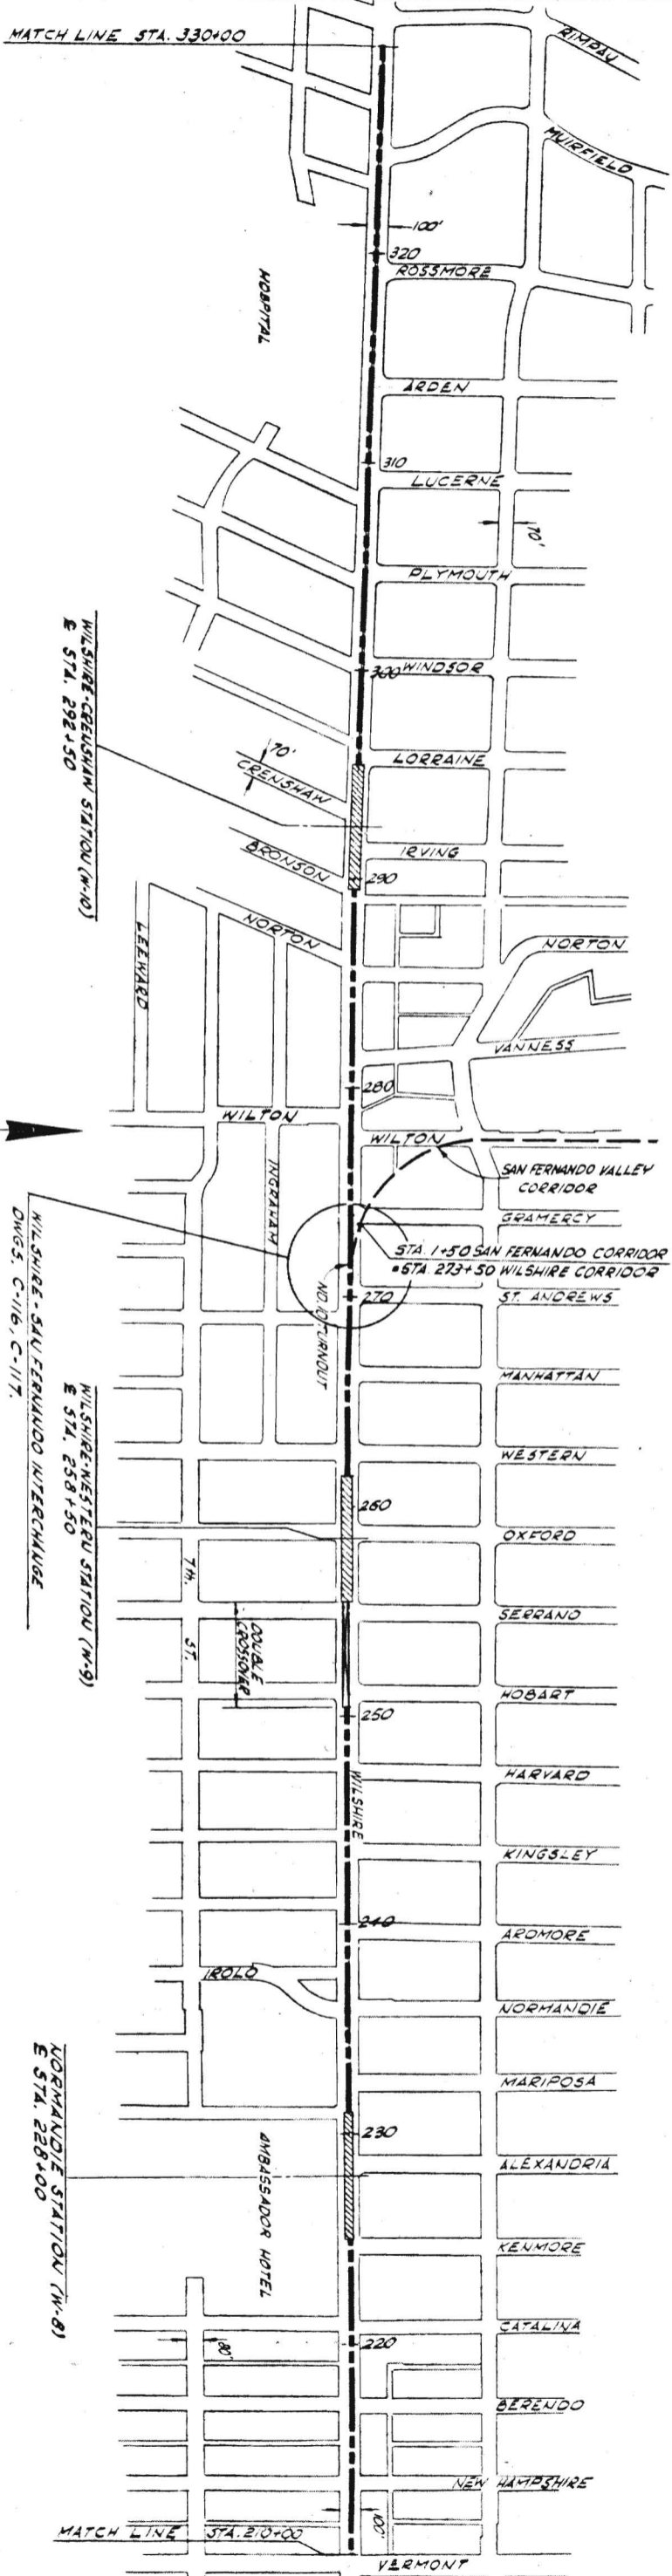 MATCH LINE STA. 330+00
RIMPAU
MUIRFIELD
100'
320
ROSSMORE
HOSPITAL
ARDEN
310
LUCERNE
70'
PLYMOUTH
300
WINDSOR
WILSHIRE-CRENSHAW STATION (W-10)
℄ STA. 292+50
LORRAINE
70'
CRENSHAW
IRVING
BRONSON
290
NORTON
NORTON
LEEWARD
VANNESS
280
WILTON
WILTON
INGRAHAM
SAN FERNANDO VALLEY
CORRIDOR
GRAMERCY
STA. 1+50 SAN FERNANDO CORRIDOR
=STA. 273+50 WILSHIRE CORRIDOR
WILSHIRE - SAN FERNANDO INTERCHANGE
DWGS. C-116, C-117.
NO. 10 TURNOUT
270
ST. ANDREWS
MANHATTAN
WILSHIRE-WESTERN STATION (W-9)
℄ STA. 258+50
WESTERN
260
OXFORD
7TH. ST.
SERRANO
DOUBLE
CROSSOVER
HOBART
250
HARVARD
WILSHIRE
KINGSLEY
240
ARDMORE
IROLO
NORMANDIE
MARIPOSA
NORMANDIE STATION (W-8)
℄ STA. 228+00
230
AMBASSADOR HOTEL
ALEXANDRIA
KENMORE
CATALINA
80'
220
BERENDO
NEW HAMPSHIRE
100'
MATCH LINE STA. 210+00
VERMONT